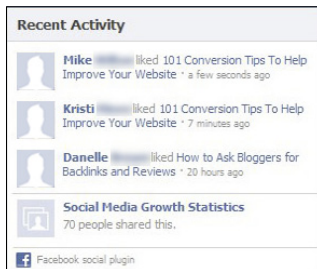 Recent Activity
Mike liked 101 Conversion Tips To Help
Improve Your Website · a few seconds ago
Kristi liked 101 Conversion Tips To Help
Improve Your Website · 7 minutes ago
Danelle liked How to Ask Bloggers for
Backlinks and Reviews · 20 hours ago
Social Media Growth Statistics
70 people shared this.
f Facebook social plugin